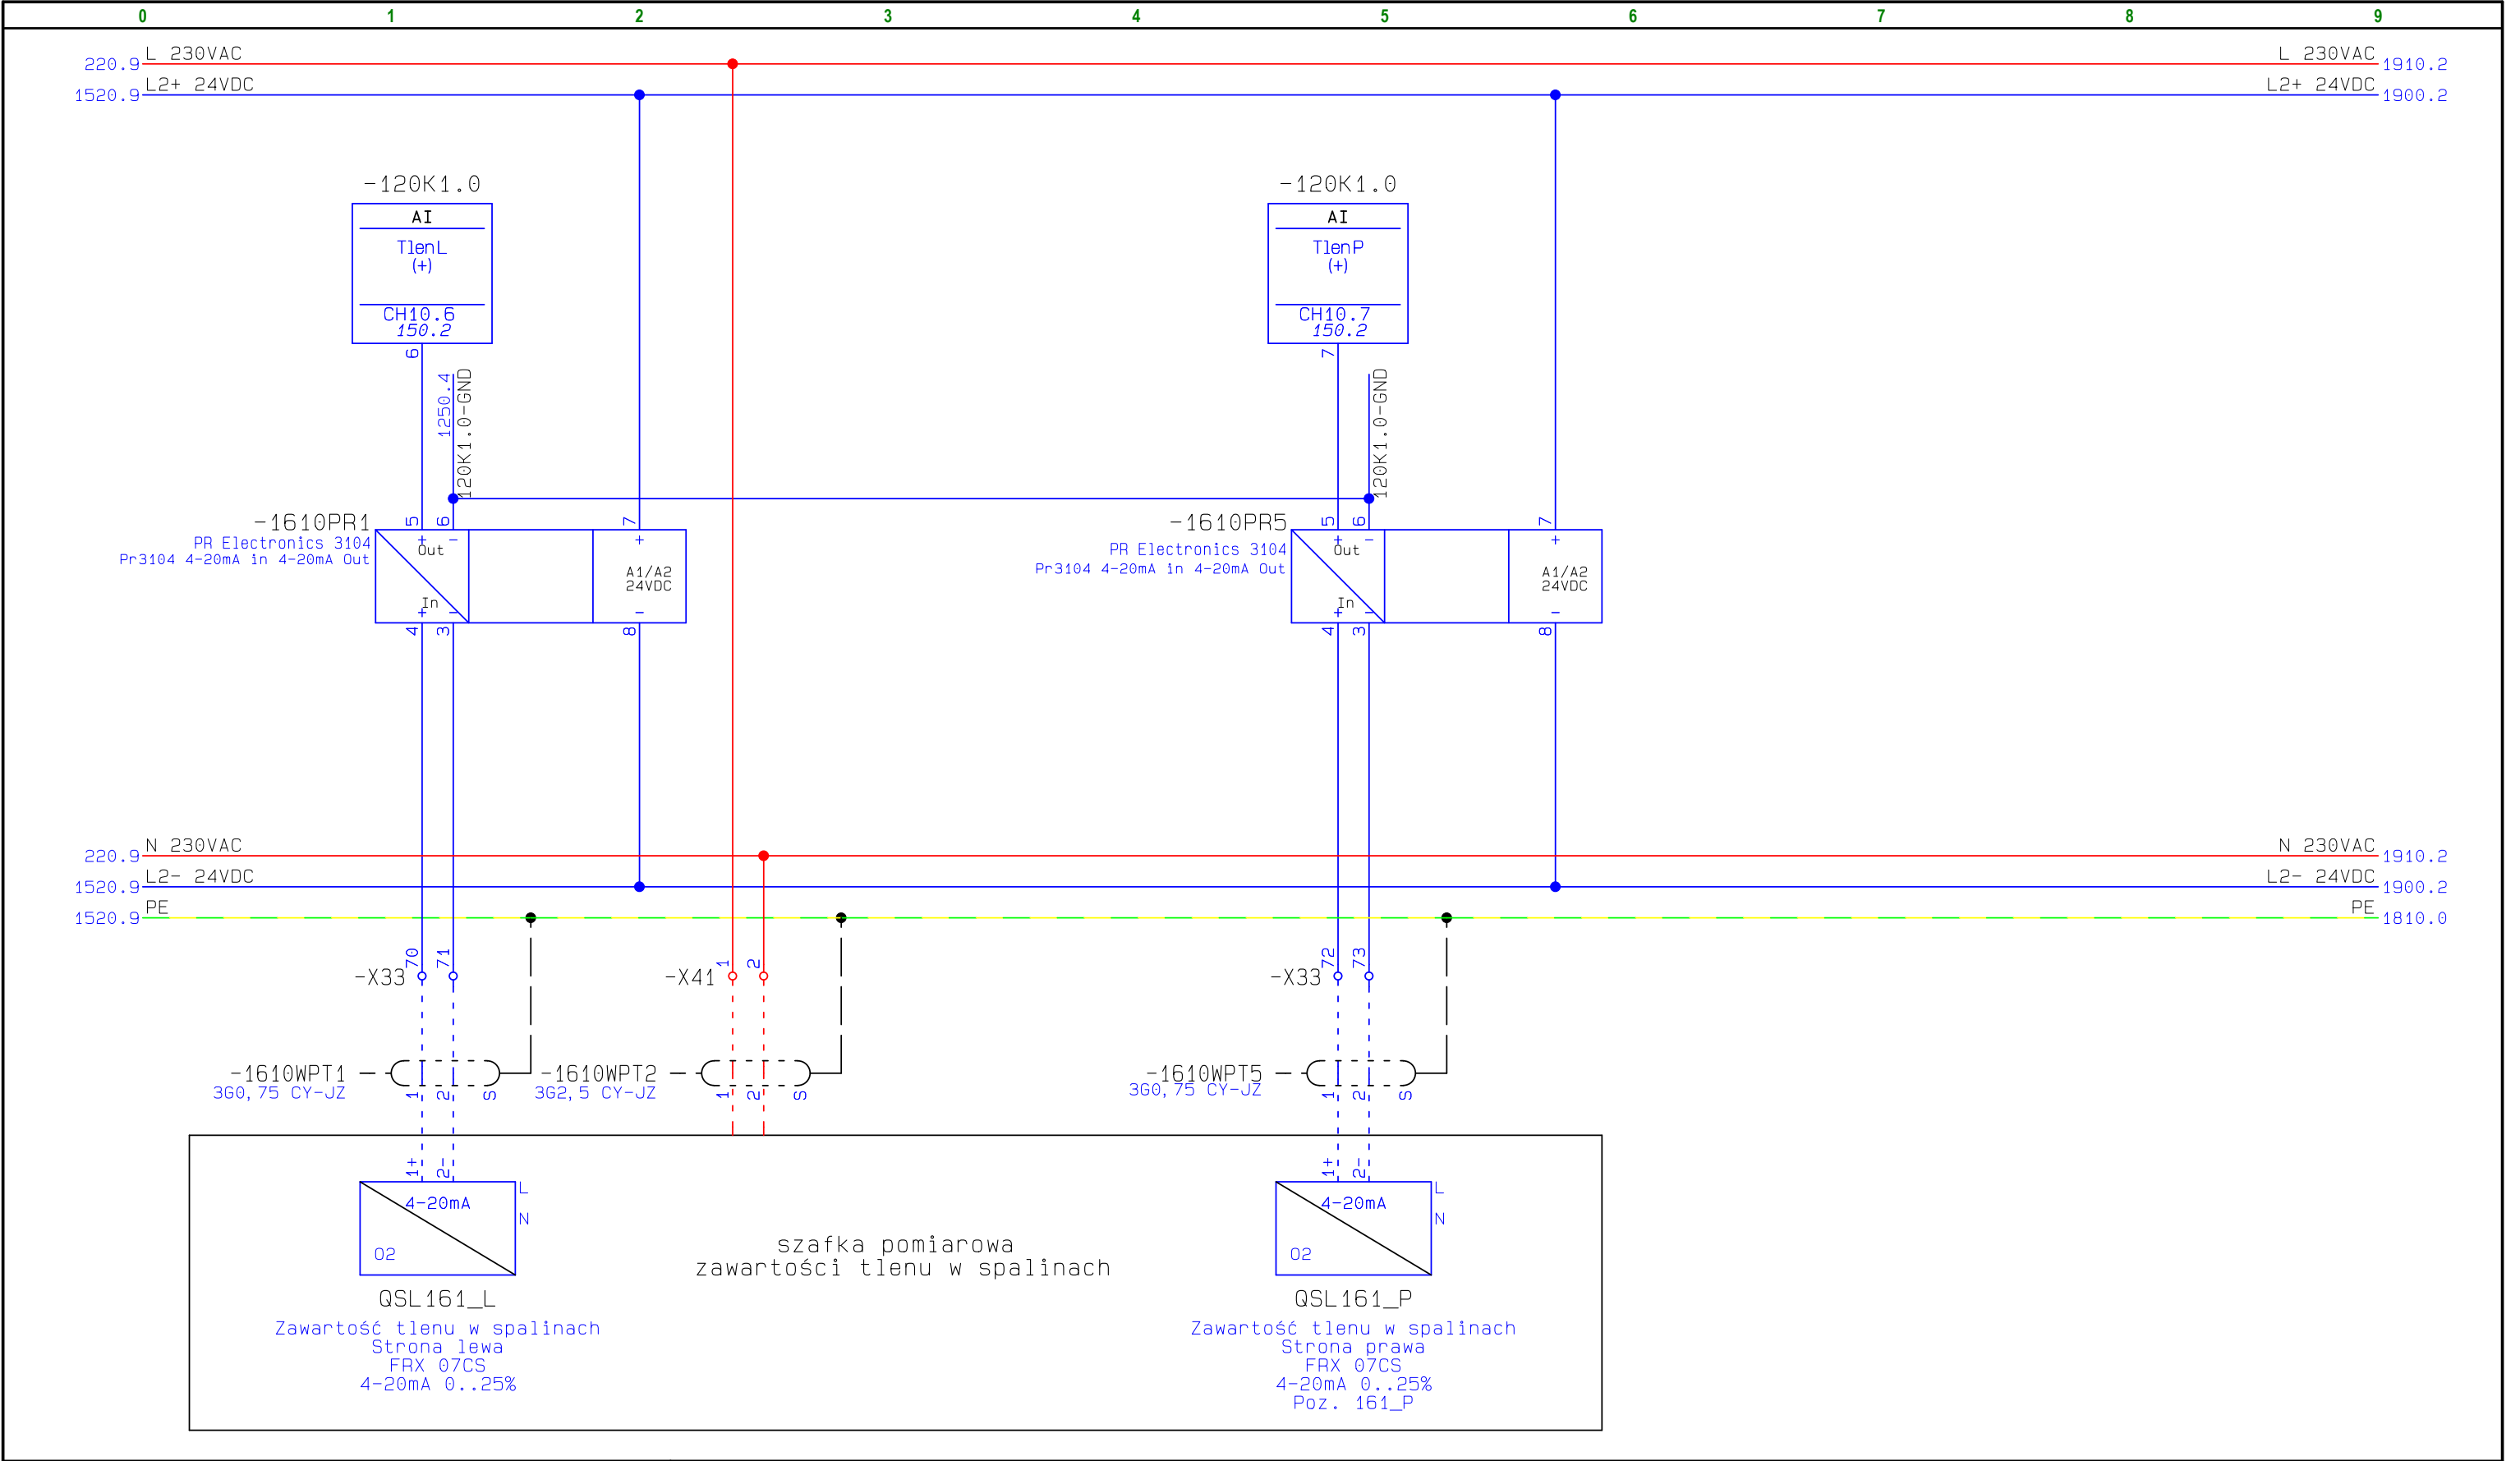 0 1 2 3 4 5 6 7 8 9
220.9 L 230VAC L 230VAC 1910.2
1520.9 L2+ 24VDC L2+ 24VDC 1900.2
-120K1.0 -120K1.0
AI AI
TlenL TlenP
(+) (+)
CH10.6 CH10.7
150.2 150.2
6 7
1250.4 120K1.0-GND 120K1.0-GND
-1610PR1 5 6 7 -1610PR5 5 6 7
PR Electronics 3104 + Out - + PR Electronics 3104 + Out - +
Pr3104 4-20mA in 4-20mA Out Pr3104 4-20mA in 4-20mA Out
A1/A2 A1/A2
24VDC 24VDC
+ In - - + In - -
4 3 8 4 3 8
220.9 N 230VAC N 230VAC 1910.2
1520.9 L2- 24VDC L2- 24VDC 1900.2
1520.9 PE PE 1810.0
-X33 70 71 -X41 1 2 -X33 72 73
-1610WPT1 -1610WPT2 -1610WPT5
3G0,75 CY-JZ 3G2,5 CY-JZ 3G0,75 CY-JZ
1 2 S 1 2 S 1 2 S
1+ 2- 1+ 2-
4-20mA L 4-20mA L
N N
O2 O2
szafka pomiarowa
zawartości tlenu w spalinach
QSL161_L QSL161_P
Zawartość tlenu w spalinach Zawartość tlenu w spalinach
Strona lewa Strona prawa
FRX 07CS FRX 07CS
4-20mA 0..25% 4-20mA 0..25%
Poz. 161_P